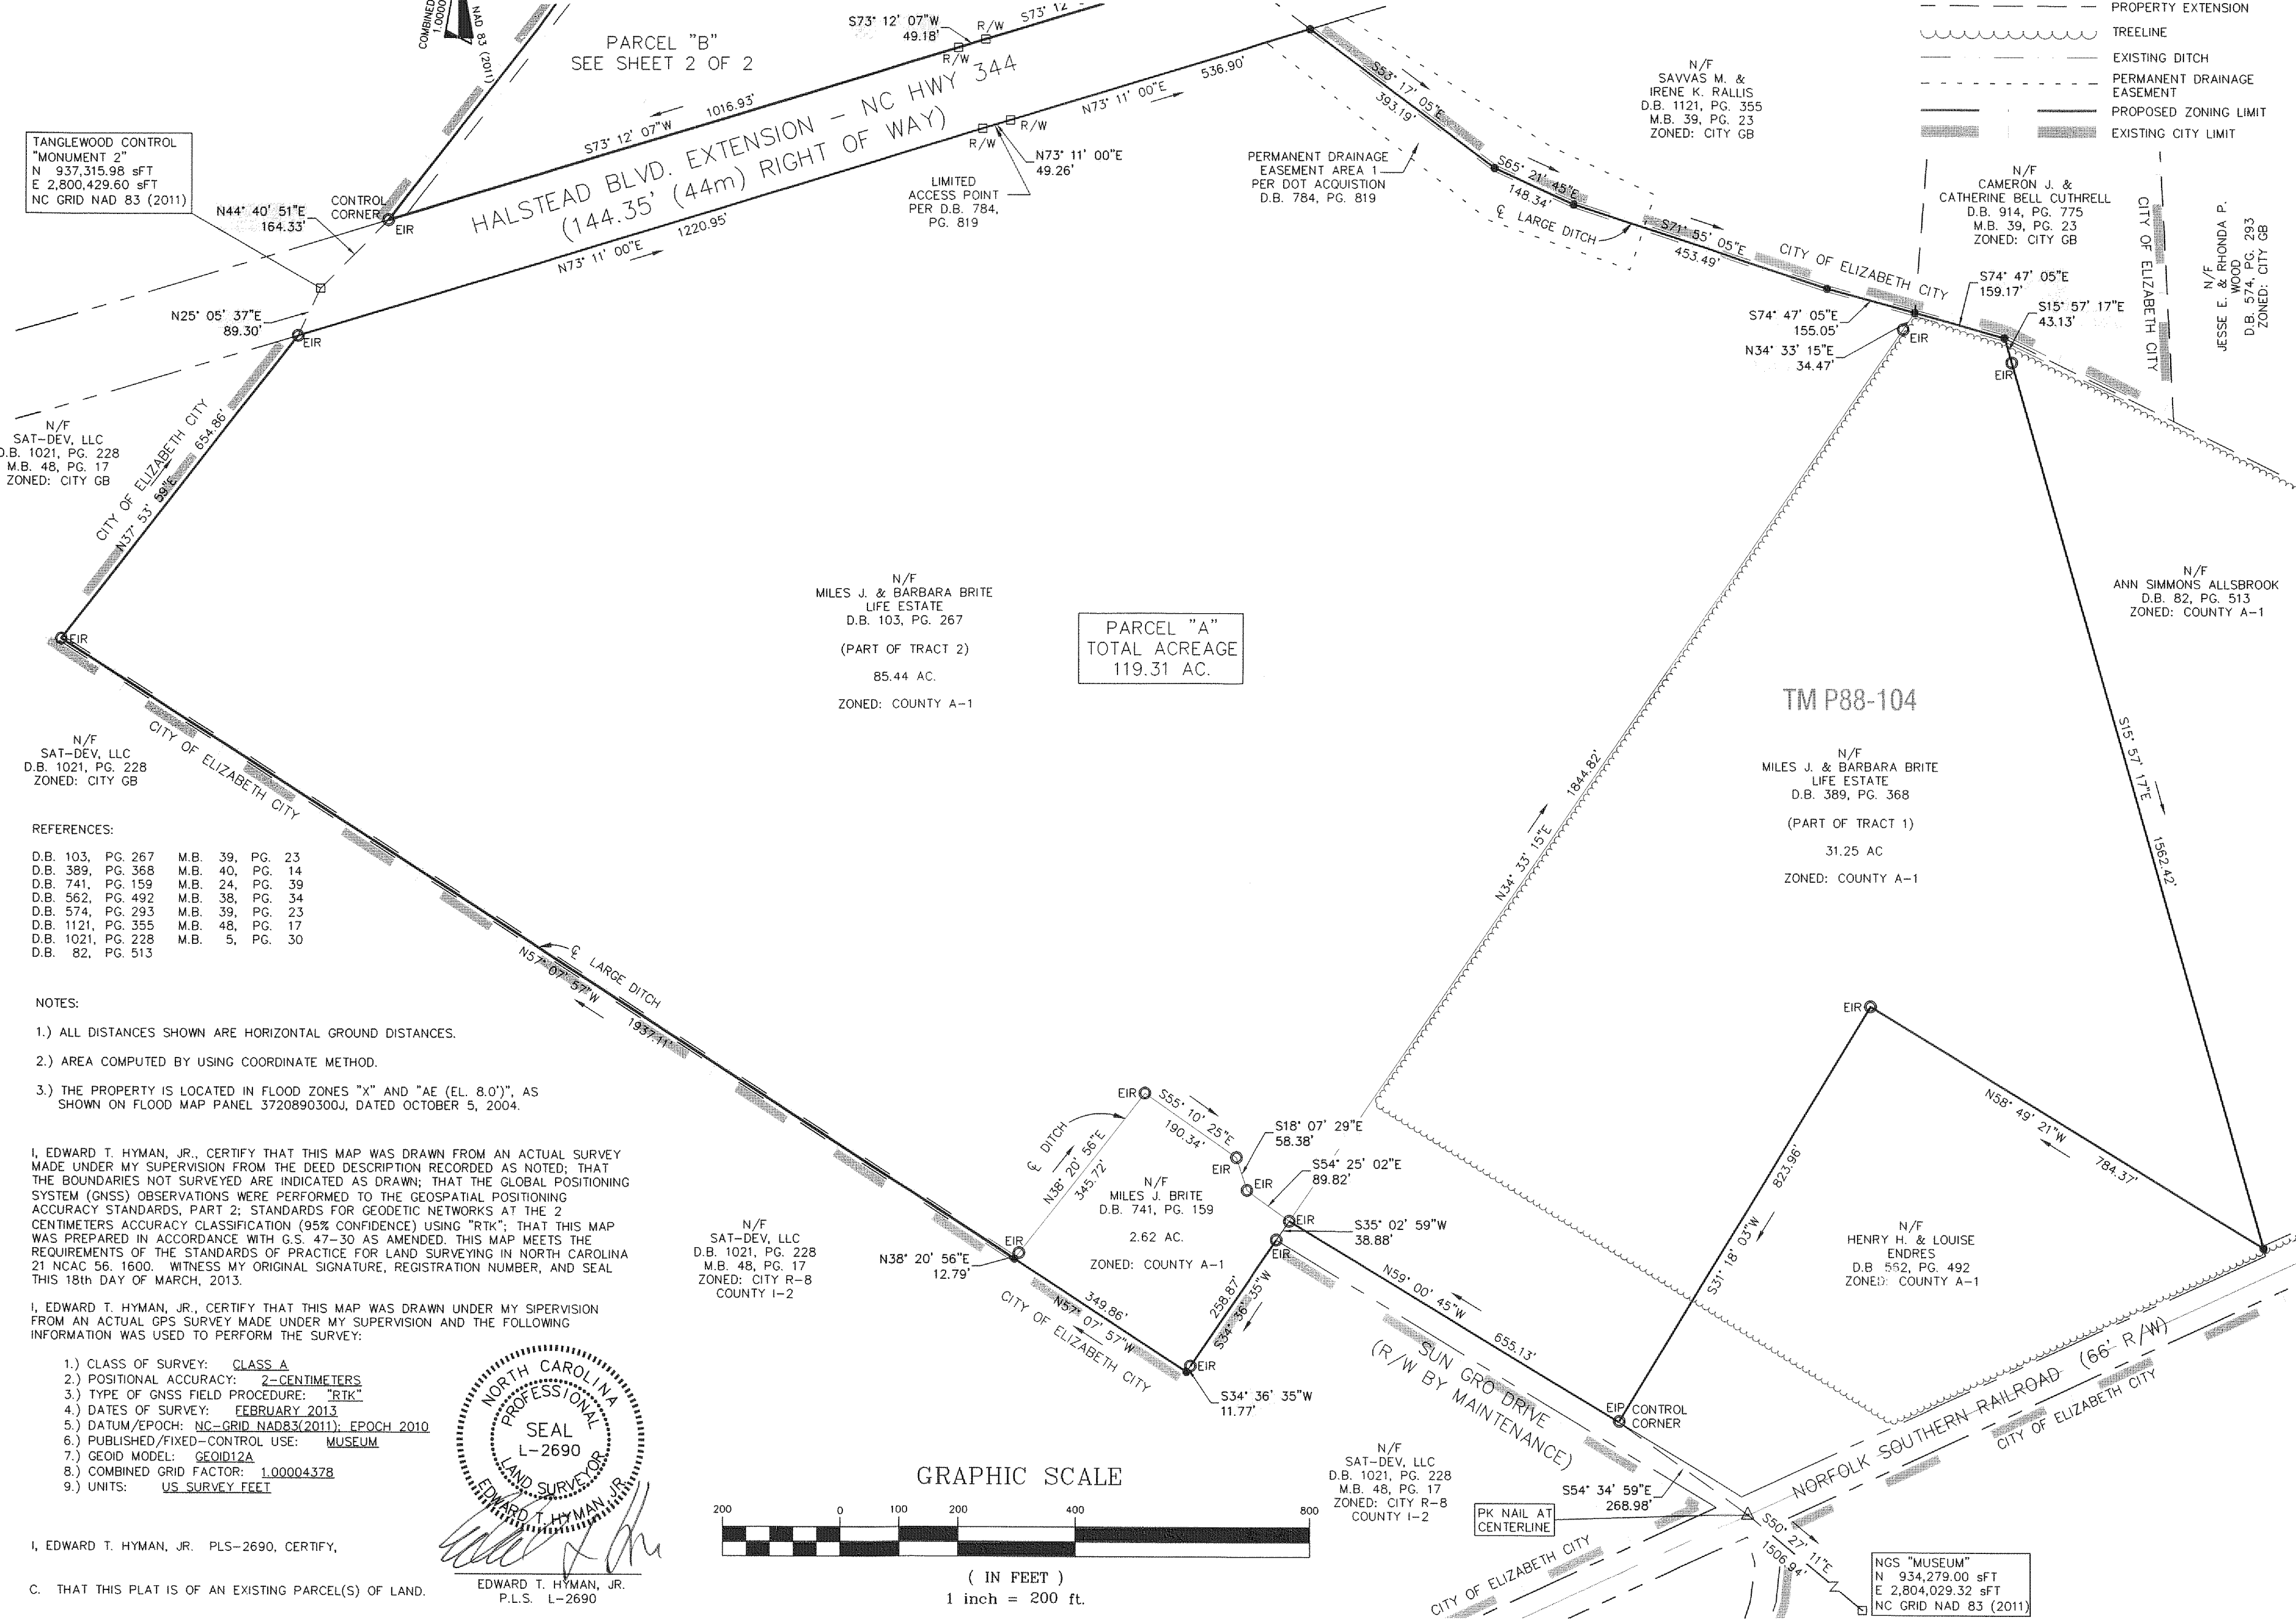 COMBINED
1.0000
NAD 83 (2011)
PARCEL "B"
SEE SHEET 2 OF 2
S73° 12' 07"W
49.18'
R/W
R/W
S73° 12'
1016.93'
S73° 12' 07"W
HALSTEAD BLVD. EXTENSION - NC HWY 344
(144.35' (44m) RIGHT OF WAY)
N73° 11' 00"E
536.90'
R/W
R/W
N73° 11' 00"E
49.26'
LIMITED
ACCESS POINT
PER D.B. 784,
PG. 819
1220.95'
N73° 11' 00"E
PROPERTY EXTENSION
TREELINE
EXISTING DITCH
PERMANENT DRAINAGE
EASEMENT
PROPOSED ZONING LIMIT
EXISTING CITY LIMIT
TANGLEWOOD CONTROL
"MONUMENT 2"
N 937,315.98 sFT
E 2,800,429.60 sFT
NC GRID NAD 83 (2011)
N44° 40' 51"E
164.33'
CONTROL
CORNER
EIR
N25° 05' 37"E
89.30'
EIR
S53° 17' 05"E
393.19'
PERMANENT DRAINAGE
EASEMENT AREA 1
PER DOT ACQUISTION
D.B. 784, PG. 819
S65° 21' 45"E
148.34'
℄ LARGE DITCH
N/F
SAVVAS M. &
IRENE K. RALLIS
D.B. 1121, PG. 355
M.B. 39, PG. 23
ZONED: CITY GB
S71° 55' 05"E
453.49'
CITY OF ELIZABETH CITY
N/F
CAMERON J. &
CATHERINE BELL CUTHRELL
D.B. 914, PG. 775
M.B. 39, PG. 23
ZONED: CITY GB
CITY OF ELIZABETH CITY
N/F
JESSE E. & RHONDA P.
WOOD
D.B. 574, PG. 293
ZONED: CITY GB
S74° 47' 05"E
159.17'
S15° 57' 17"E
43.13'
S74° 47' 05"E
155.05'
N34° 33' 15"E
34.47'
EIR
EIR
N/F
SAT-DEV, LLC
D.B. 1021, PG. 228
M.B. 48, PG. 17
ZONED: CITY GB
CITY OF ELIZABETH CITY
N37° 53' 59"E
654.86'
EIR
N/F
MILES J. & BARBARA BRITE
LIFE ESTATE
D.B. 103, PG. 267
(PART OF TRACT 2)
85.44 AC.
ZONED: COUNTY A-1
PARCEL "A"
TOTAL ACREAGE
119.31 AC.
N/F
ANN SIMMONS ALLSBROOK
D.B. 82, PG. 513
ZONED: COUNTY A-1
TM P88-104
N/F
MILES J. & BARBARA BRITE
LIFE ESTATE
D.B. 389, PG. 368
(PART OF TRACT 1)
31.25 AC
ZONED: COUNTY A-1
S15° 57' 17"E
1562.42'
N34° 33' 15"E
1844.82'
N/F
SAT-DEV, LLC
D.B. 1021, PG. 228
ZONED: CITY GB
CITY OF ELIZABETH CITY
REFERENCES:
D.B. 103, PG. 267 M.B. 39, PG. 23
D.B. 389, PG. 368 M.B. 40, PG. 14
D.B. 741, PG. 159 M.B. 24, PG. 39
D.B. 562, PG. 492 M.B. 38, PG. 34
D.B. 574, PG. 293 M.B. 39, PG. 23
D.B. 1121, PG. 355 M.B. 48, PG. 17
D.B. 1021, PG. 228 M.B. 5, PG. 30
D.B. 82, PG. 513
℄ LARGE DITCH
N57° 07' 57"W
1937.11'
NOTES:
1.) ALL DISTANCES SHOWN ARE HORIZONTAL GROUND DISTANCES.
2.) AREA COMPUTED BY USING COORDINATE METHOD.
3.) THE PROPERTY IS LOCATED IN FLOOD ZONES "X" AND "AE (EL. 8.0')", AS
SHOWN ON FLOOD MAP PANEL 3720890300J, DATED OCTOBER 5, 2004.
I, EDWARD T. HYMAN, JR., CERTIFY THAT THIS MAP WAS DRAWN FROM AN ACTUAL SURVEY
MADE UNDER MY SUPERVISION FROM THE DEED DESCRIPTION RECORDED AS NOTED; THAT
THE BOUNDARIES NOT SURVEYED ARE INDICATED AS DRAWN; THAT THE GLOBAL POSITIONING
SYSTEM (GNSS) OBSERVATIONS WERE PERFORMED TO THE GEOSPATIAL POSITIONING
ACCURACY STANDARDS, PART 2; STANDARDS FOR GEODETIC NETWORKS AT THE 2
CENTIMETERS ACCURACY CLASSIFICATION (95% CONFIDENCE) USING "RTK"; THAT THIS MAP
WAS PREPARED IN ACCORDANCE WITH G.S. 47-30 AS AMENDED. THIS MAP MEETS THE
REQUIREMENTS OF THE STANDARDS OF PRACTICE FOR LAND SURVEYING IN NORTH CAROLINA
21 NCAC 56. 1600. WITNESS MY ORIGINAL SIGNATURE, REGISTRATION NUMBER, AND SEAL
THIS 18th DAY OF MARCH, 2013.
I, EDWARD T. HYMAN, JR., CERTIFY THAT THIS MAP WAS DRAWN UNDER MY SIPERVISION
FROM AN ACTUAL GPS SURVEY MADE UNDER MY SUPERVISION AND THE FOLLOWING
INFORMATION WAS USED TO PERFORM THE SURVEY:
1.) CLASS OF SURVEY: CLASS A
2.) POSITIONAL ACCURACY: 2-CENTIMETERS
3.) TYPE OF GNSS FIELD PROCEDURE: "RTK"
4.) DATES OF SURVEY: FEBRUARY 2013
5.) DATUM/EPOCH: NC-GRID NAD83(2011); EPOCH 2010
6.) PUBLISHED/FIXED-CONTROL USE: MUSEUM
7.) GEOID MODEL: GEOID12A
8.) COMBINED GRID FACTOR: 1.00004378
9.) UNITS: US SURVEY FEET
I, EDWARD T. HYMAN, JR. PLS-2690, CERTIFY,
C. THAT THIS PLAT IS OF AN EXISTING PARCEL(S) OF LAND.
NORTH CAROLINA
PROFESSIONAL
SEAL
L-2690
LAND SURVEYOR
EDWARD T. HYMAN JR.
EDWARD T. HYMAN, JR.
P.L.S. L-2690
EIR
S55° 10' 25"E
190.34'
℄ DITCH
N38° 20' 56"E
345.72'
S18° 07' 29"E
58.38'
EIR
EIR
S54° 25' 02"E
89.82'
N/F
MILES J. BRITE
D.B. 741, PG. 159
2.62 AC.
ZONED: COUNTY A-1
EIR
S35° 02' 59"W
38.88'
EIR
EIR
N38° 20' 56"E
12.79'
N/F
SAT-DEV, LLC
D.B. 1021, PG. 228
M.B. 48, PG. 17
ZONED: CITY R-8
COUNTY I-2
349.86'
N57° 07' 57"W
CITY OF ELIZABETH CITY
258.87'
S34° 36' 35"W
EIR
S34° 36' 35"W
11.77'
N59° 00' 45"W
655.13'
SUN GRO DRIVE
(R/W BY MAINTENANCE)
EIR
823.96'
S31° 18' 03"W
N58° 49' 21"W
784.37'
N/F
HENRY H. & LOUISE
ENDRES
D.B 562, PG. 492
ZONED: COUNTY A-1
EIP CONTROL
CORNER
NORFOLK SOUTHERN RAILROAD (66' R/W)
CITY OF ELIZABETH CITY
N/F
SAT-DEV, LLC
D.B. 1021, PG. 228
M.B. 48, PG. 17
ZONED: CITY R-8
COUNTY I-2
S54° 34' 59"E
268.98'
PK NAIL AT
CENTERLINE
CITY OF ELIZABETH CITY
S50° 27' 11"E
1506.94'
NGS "MUSEUM"
N 934,279.00 sFT
E 2,804,029.32 sFT
NC GRID NAD 83 (2011)
GRAPHIC SCALE
200 0 100 200 400 800
( IN FEET )
1 inch = 200 ft.